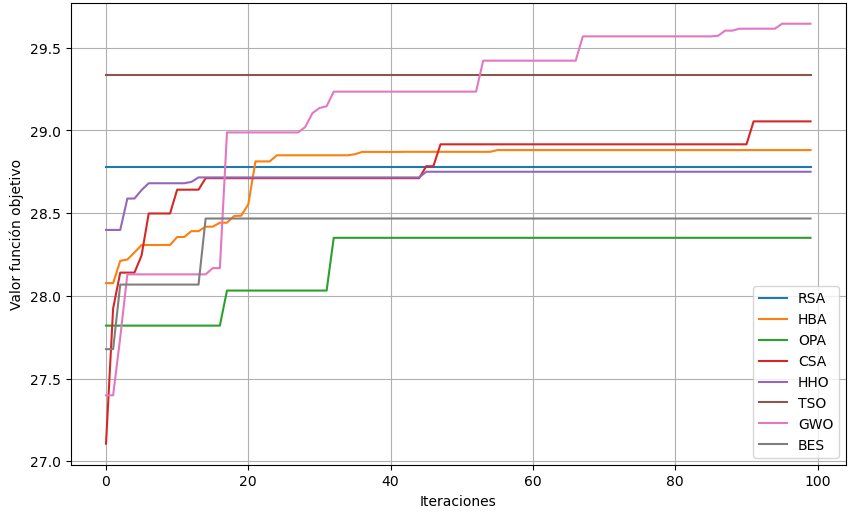 29.5
29.0
28.5
28.0
27.5
27.0
Valor función objetivo
0 20 40 60 80 100
Iteraciones
RSA
HBA
OPA
CSA
HHO
TSO
GWO
BES